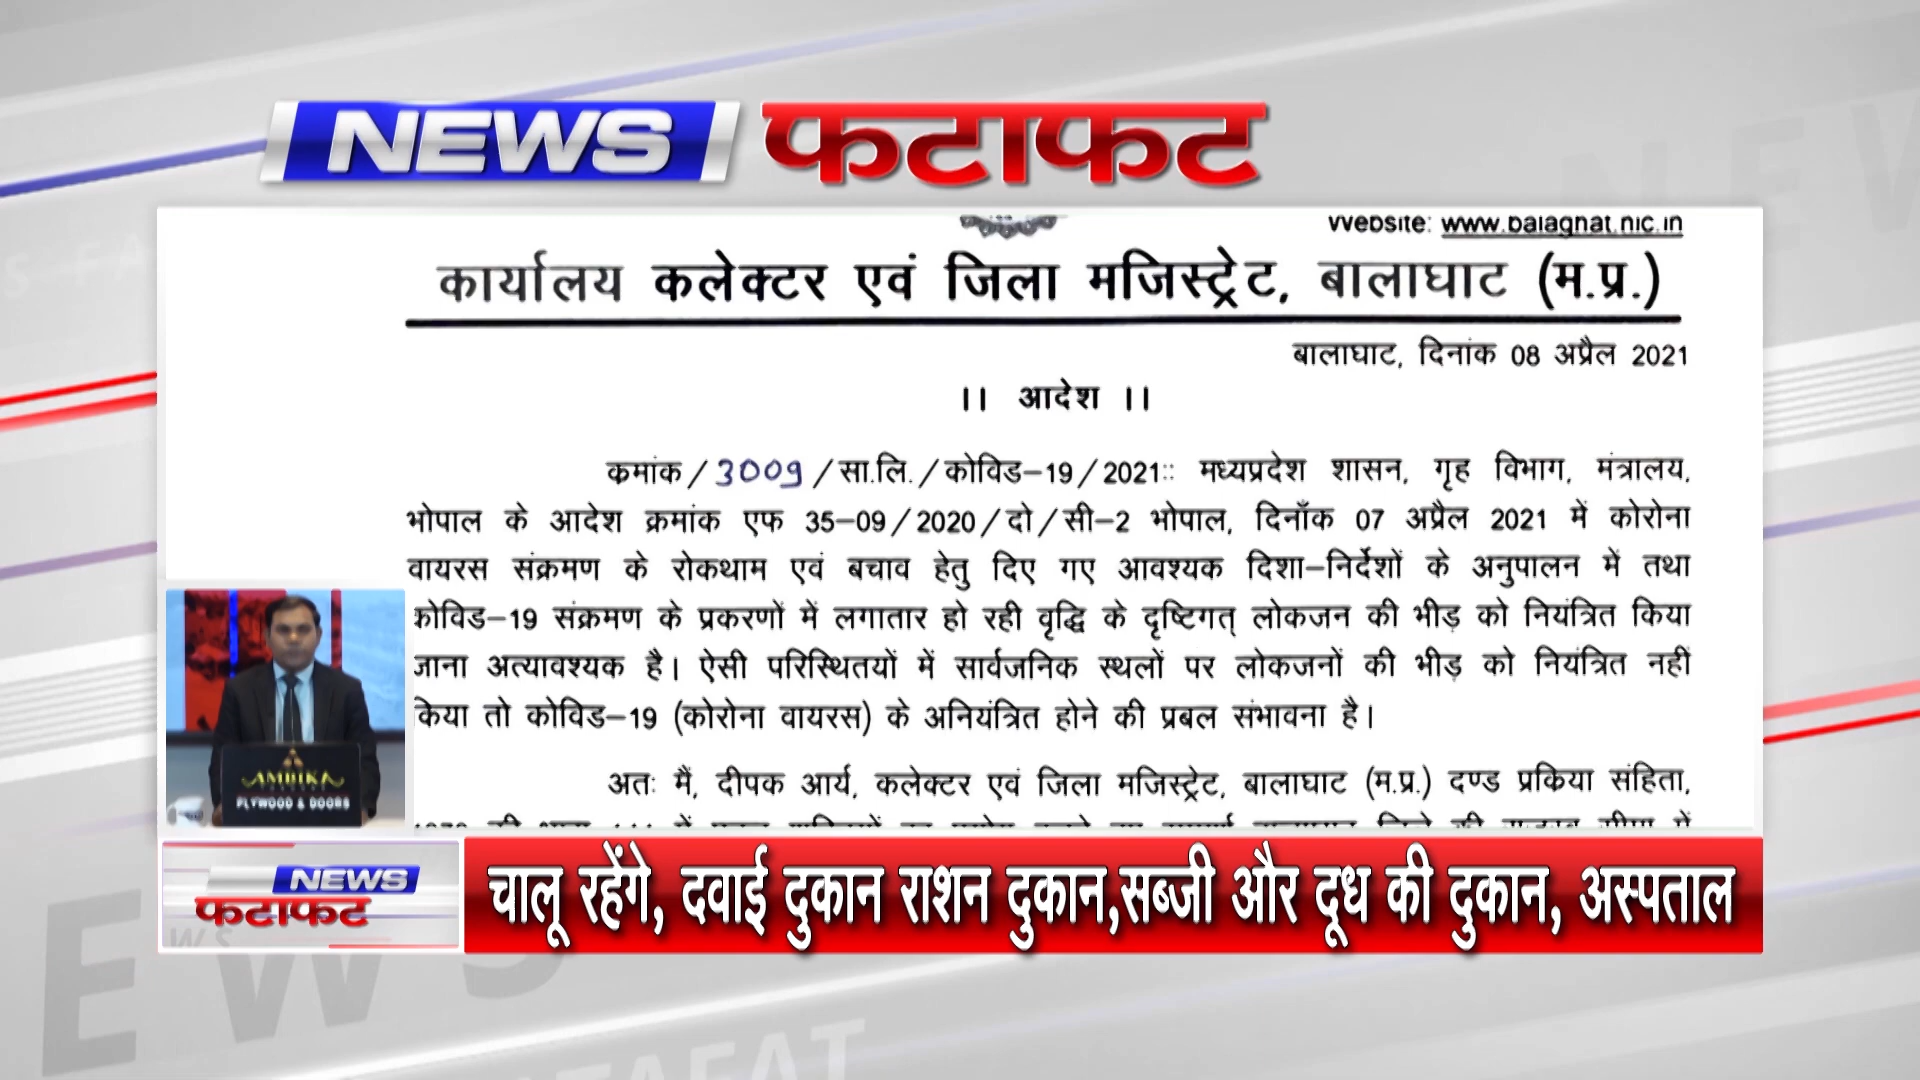 NEWS फटाफट
Website: www.balaghat.nic.in
कार्यालय कलेक्टर एवं जिला मजिस्ट्रेट, बालाघाट (म.प्र.)
बालाघाट, दिनांक 08 अप्रैल 2021
।। आदेश ।।
कमांक/3009/सा.लि./कोविड–19/2021:: मध्यप्रदेश शासन, गृह विभाग, मंत्रालय,
भोपाल के आदेश क्रमांक एफ 35–09/2020/दो/सी–2 भोपाल, दिनाँक 07 अप्रैल 2021 में कोरोना
वायरस संक्रमण के रोकथाम एवं बचाव हेतु दिए गए आवश्यक दिशा–निर्देशों के अनुपालन में तथा
कोविड–19 संक्रमण के प्रकरणों में लगातार हो रही वृद्धि के दृष्टिगत् लोकजन की भीड़ को नियंत्रित किया
जाना अत्यावश्यक है। ऐसी परिस्थितयों में सार्वजनिक स्थलों पर लोकजनों की भीड़ को नियंत्रित नहीं
किया तो कोविड–19 (कोरोना वायरस) के अनियंत्रित होने की प्रबल संभावना है।
अतः मैं, दीपक आर्य, कलेक्टर एवं जिला मजिस्ट्रेट, बालाघाट (म.प्र.) दण्ड प्रकिया संहिता,
AMBIKA
PLYWOOD & DOORS
NEWS
फटाफट
चालू रहेंगे, दवाई दुकान राशन दुकान,सब्जी और दूध की दुकान, अस्पताल